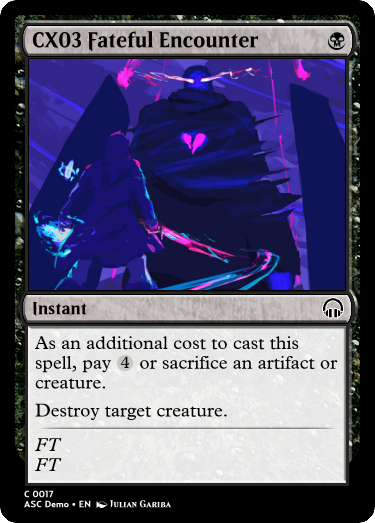 CX03 Fateful Encounter
Instant
As an additional cost to cast this
spell, pay 4 or sacrifice an artifact or
creature.
Destroy target creature.
FT
FT
C 0017
ASC Demo • EN Julian Gariba